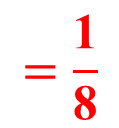 = 1/8